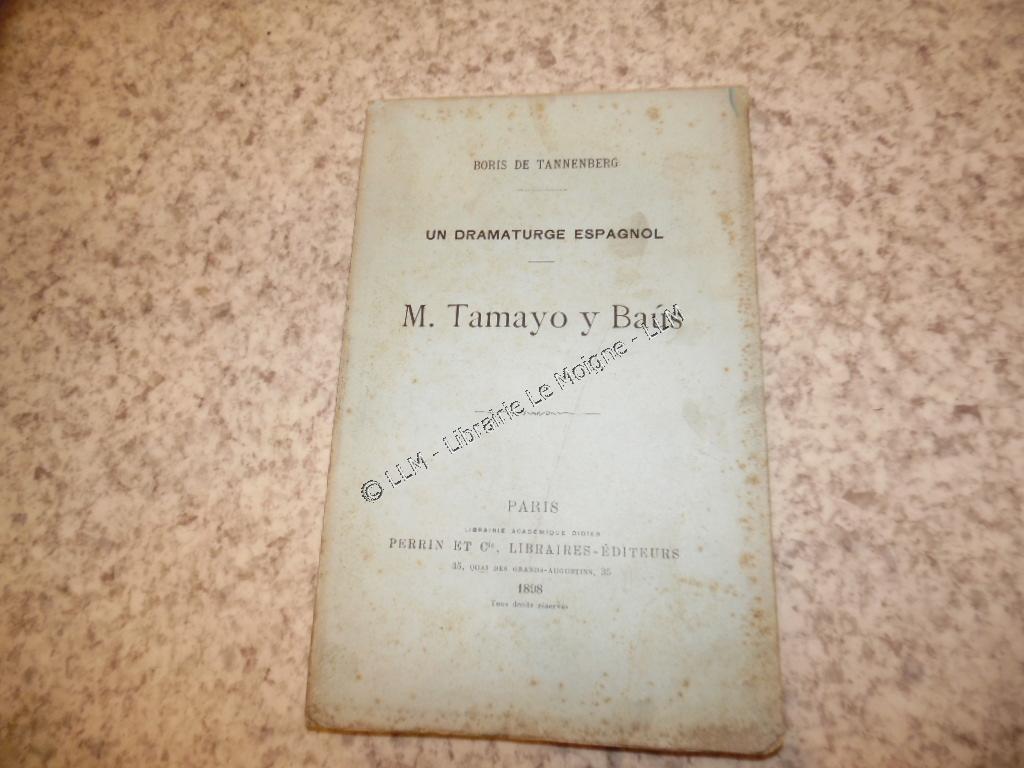 BORIS DE TANNENBERG
UN DRAMATURGE ESPAGNOL
M. Tamayo y Baús
© LLM - Librairie Le Moigne - LLM
PARIS
LIBRAIRIE ACADÉMIQUE DIDIER
PERRIN ET Cie, LIBRAIRES-ÉDITEURS
35, QUAI DES GRANDS-AUGUSTINS, 35
1898
Tous droits réservés